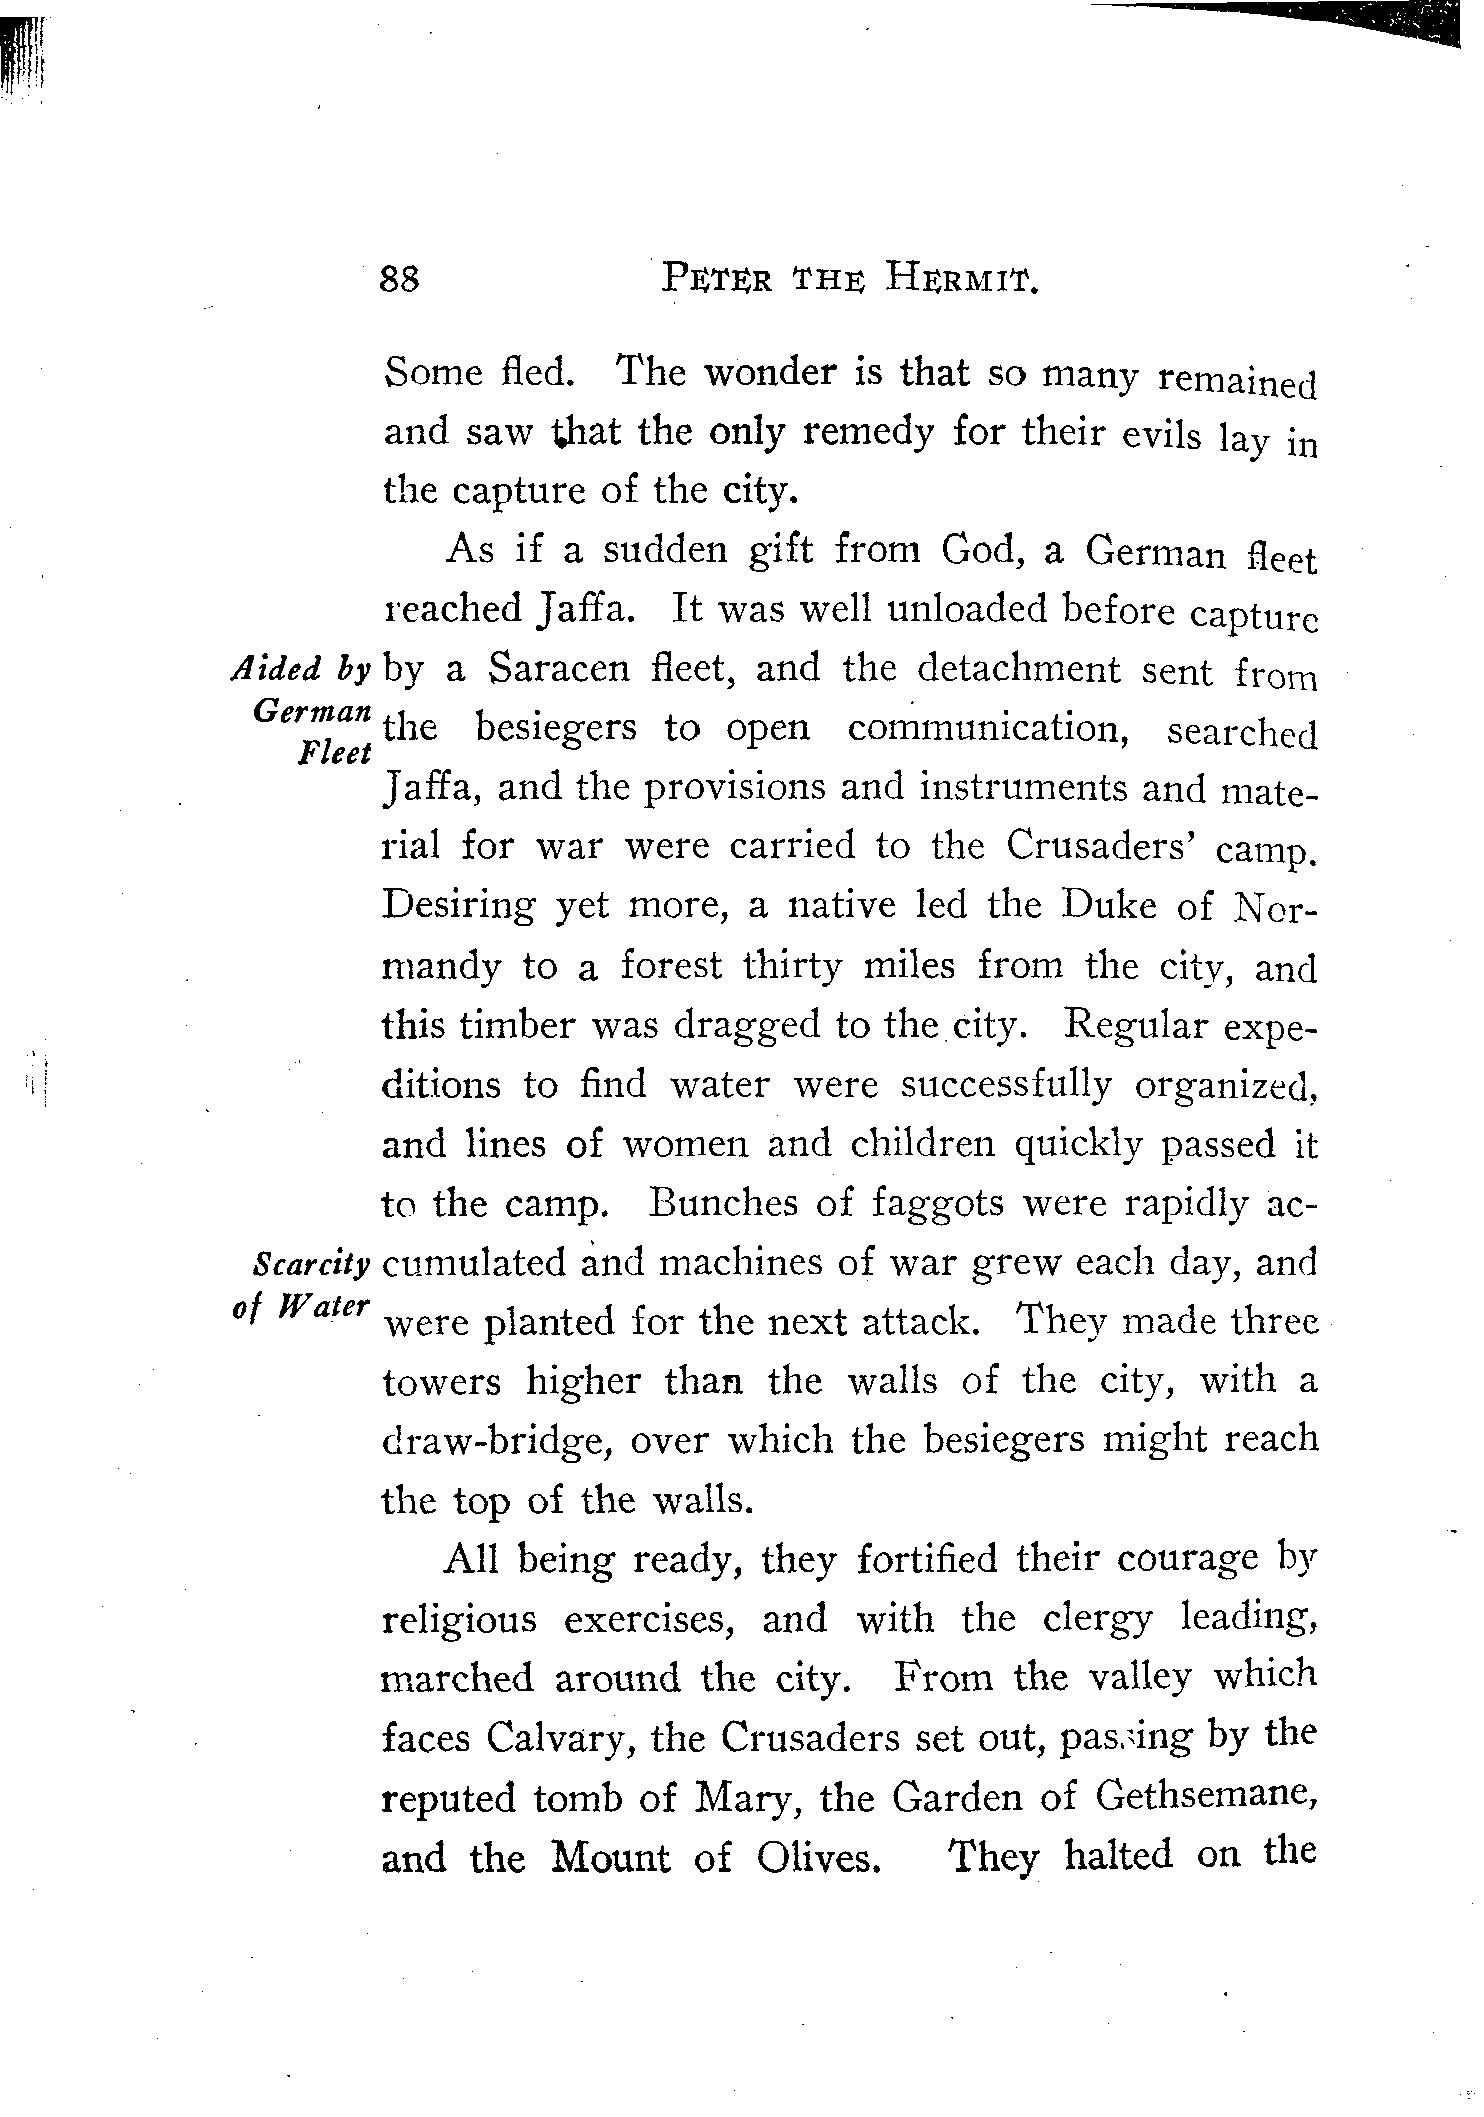 88 PETER THE HERMIT.
Some fled. The wonder is that so many remained
and saw that the only remedy for their evils lay in
the capture of the city.
As if a sudden gift from God, a German fleet
reached Jaffa. It was well unloaded before capture
Aided by
German
Fleet
by a Saracen fleet, and the detachment sent from
the besiegers to open communication, searched
Jaffa, and the provisions and instruments and mate-
rial for war were carried to the Crusaders' camp.
Desiring yet more, a native led the Duke of Nor-
mandy to a forest thirty miles from the city, and
this timber was dragged to the city. Regular expe-
ditions to find water were successfully organized,
and lines of women and children quickly passed it
to the camp. Bunches of faggots were rapidly ac-
Scarcity
of Water
cumulated and machines of war grew each day, and
were planted for the next attack. They made three
towers higher than the walls of the city, with a
draw-bridge, over which the besiegers might reach
the top of the walls.
All being ready, they fortified their courage by
religious exercises, and with the clergy leading,
marched around the city. From the valley which
faces Calvary, the Crusaders set out, passing by the
reputed tomb of Mary, the Garden of Gethsemane,
and the Mount of Olives. They halted on the